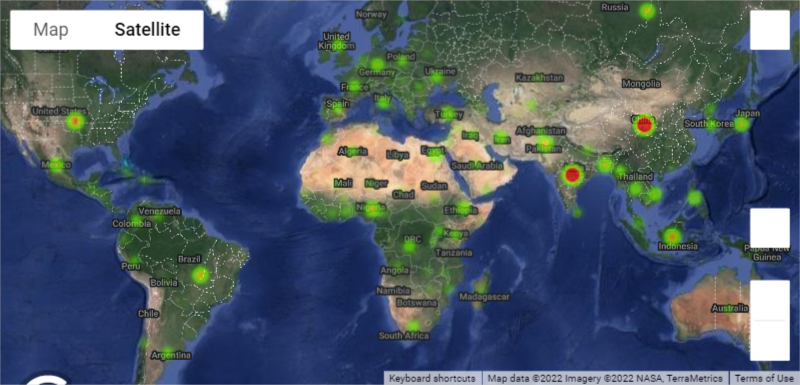 Map
Satellite
Norway
Russia
United
Kingdom
Poland
Germany
Ukraine
France
Kazakhstan
Mongolia
Spain
Italy
Turkey
United States
China
Japan
South Korea
Afghanistan
Iraq
Iran
Pakistan
Algeria
Libya
Egypt
Saudi Arabia
Mexico
Mali
Niger
Chad
Sudan
Thailand
Nigeria
Ethiopia
Venezuela
Colombia
DRC
Kenya
Indonesia
Papua New
Guinea
Tanzania
Peru
Brazil
Bolivia
Angola
Namibia
Botswana
Madagascar
Australia
Chile
South Africa
Argentina
Keyboard shortcuts
Map data ©2022 Imagery ©2022 NASA, TerraMetrics
Terms of Use